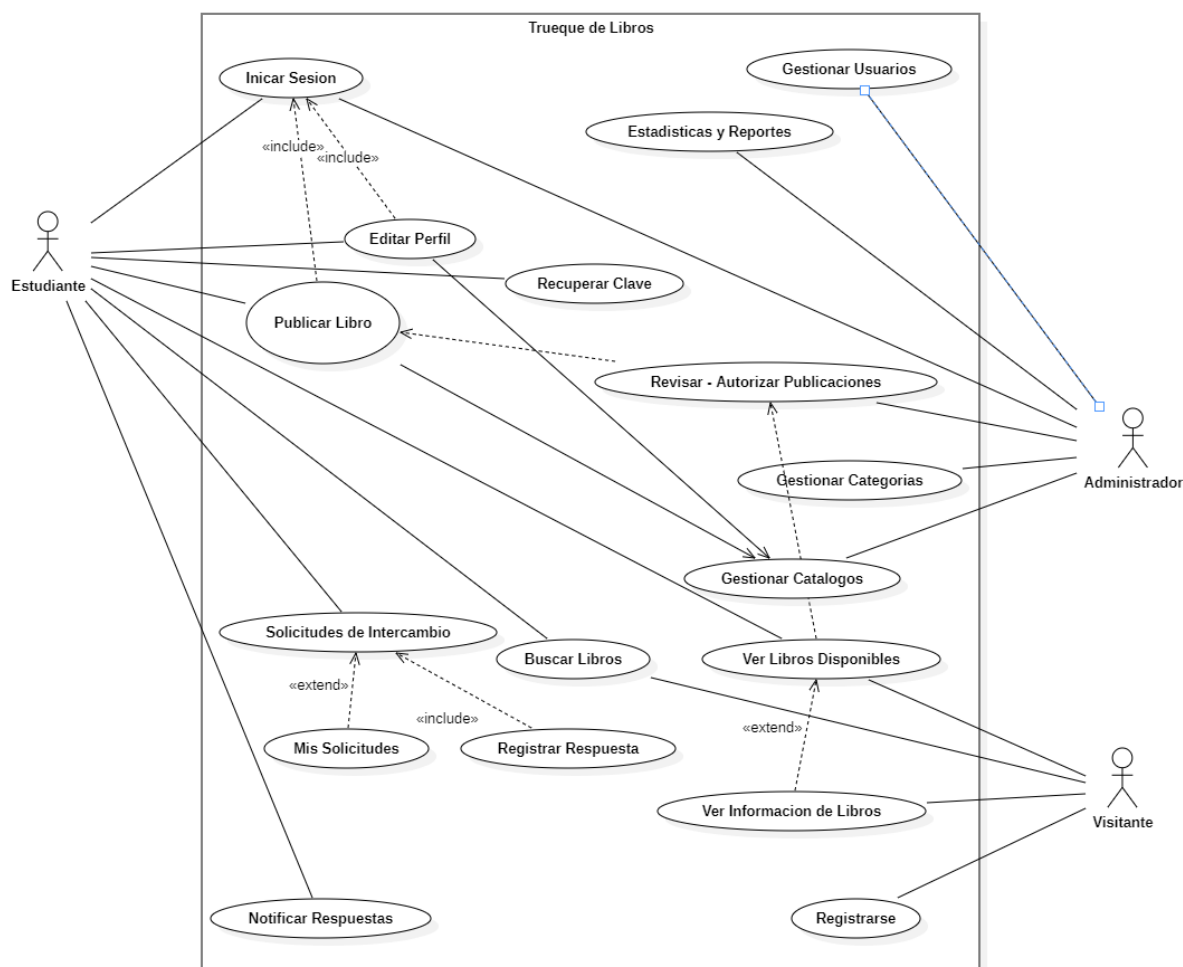 Trueque de Libros
Inicar Sesion
Gestionar Usuarios
Estadisticas y Reportes
«include»
«include»
Editar Perfil
Estudiante
Recuperar Clave
Publicar Libro
Revisar - Autorizar Publicaciones
Gestionar Categorias
Administrador
Gestionar Catalogos
Solicitudes de Intercambio
Buscar Libros
Ver Libros Disponibles
«extend»
«include»
«extend»
Mis Solicitudes
Registrar Respuesta
Ver Informacion de Libros
Visitante
Notificar Respuestas
Registrarse